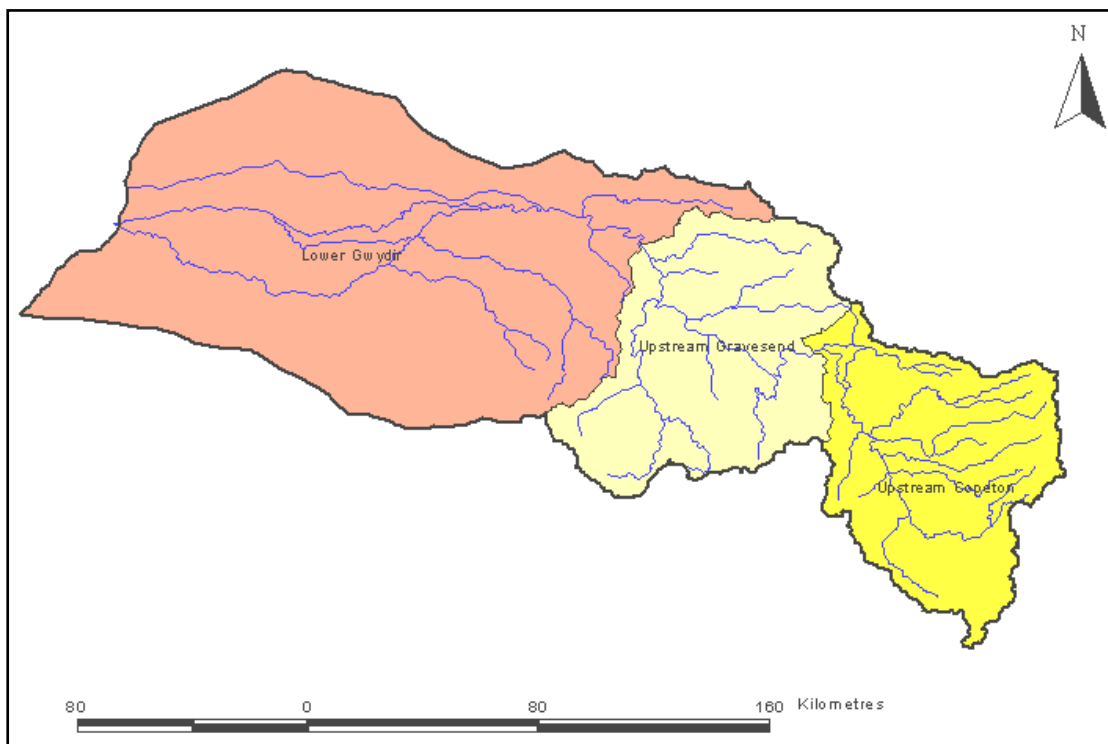 N
Lower Gwydir
Upstream Gravesend
Upstream Copeton
80 0 80 160 Kilometres